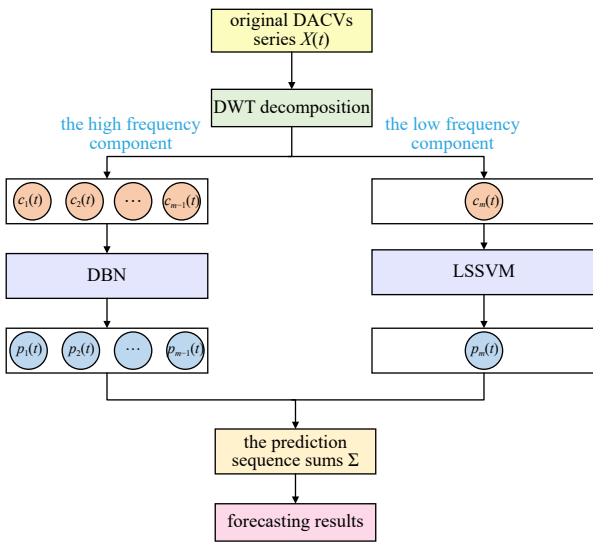 original DACVs
series X(t)
DWT decomposition
the high frequency
component
the low frequency
component
c₁(t) c₂(t) ··· cₘ₋₁(t)
cₘ(t)
DBN
LSSVM
p₁(t) p₂(t) ··· pₘ₋₁(t)
pₘ(t)
the prediction
sequence sums Σ
forecasting results